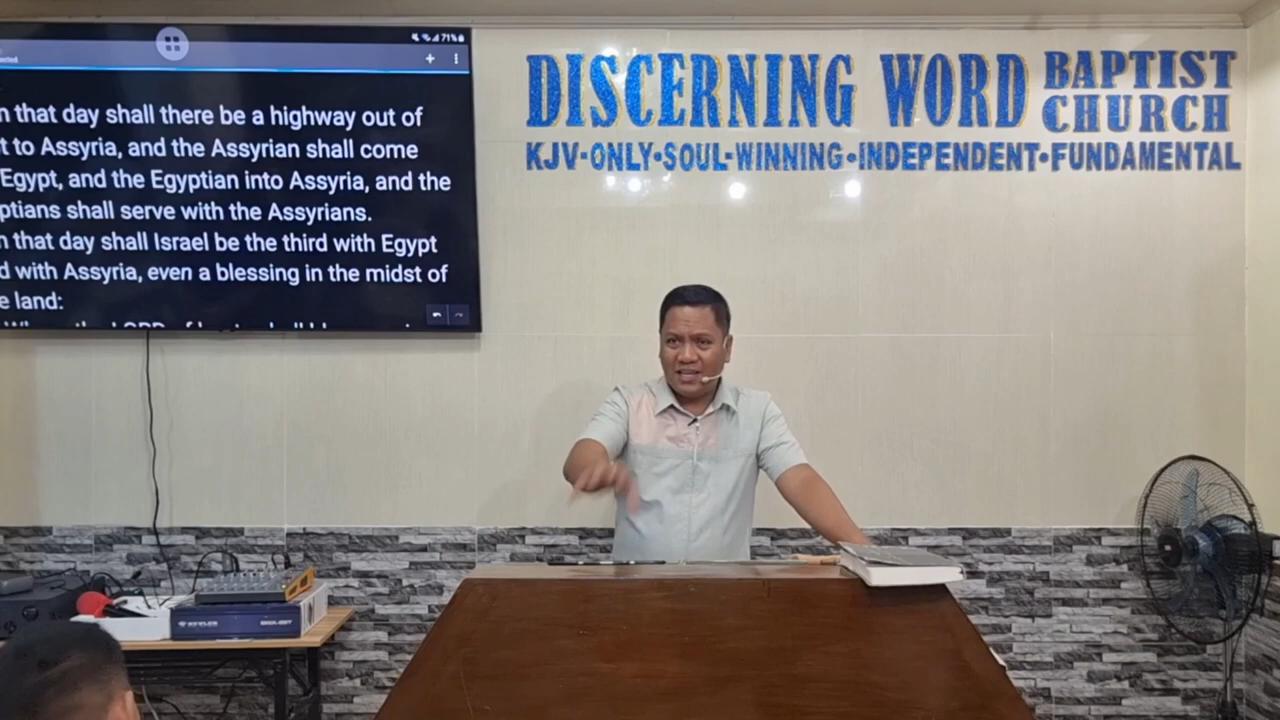 71%
n that day shall there be a highway out of
t to Assyria, and the Assyrian shall come
Egypt, and the Egyptian into Assyria, and the
ptians shall serve with the Assyrians.
n that day shall Israel be the third with Egypt
d with Assyria, even a blessing in the midst of
e land:
DISCERNING WORD BAPTIST CHURCH
KJV-ONLY•SOUL-WINNING•INDEPENDENT•FUNDAMENTAL
KEVLER